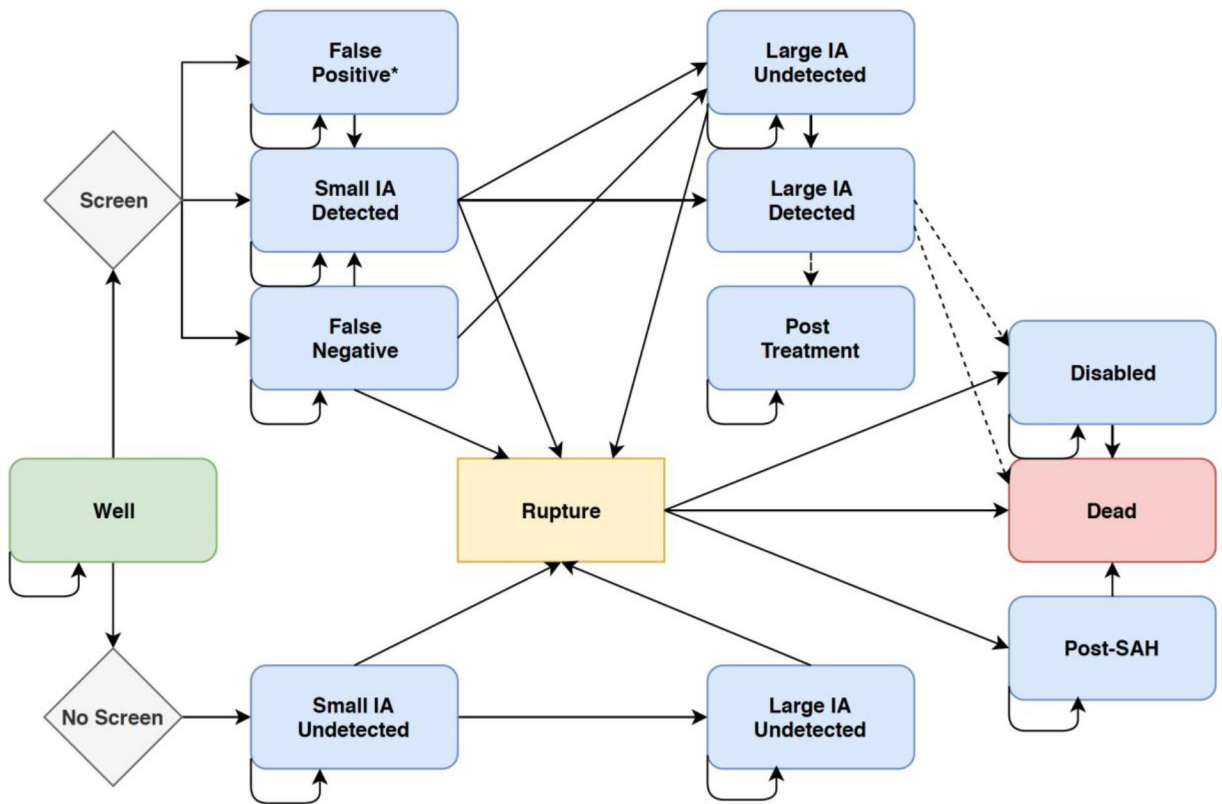 False
Positive*
Large IA
Undetected
Screen
Small IA
Detected
Large IA
Detected
False
Negative
Post
Treatment
Disabled
Well
Rupture
Dead
Post-SAH
No Screen
Small IA
Undetected
Large IA
Undetected